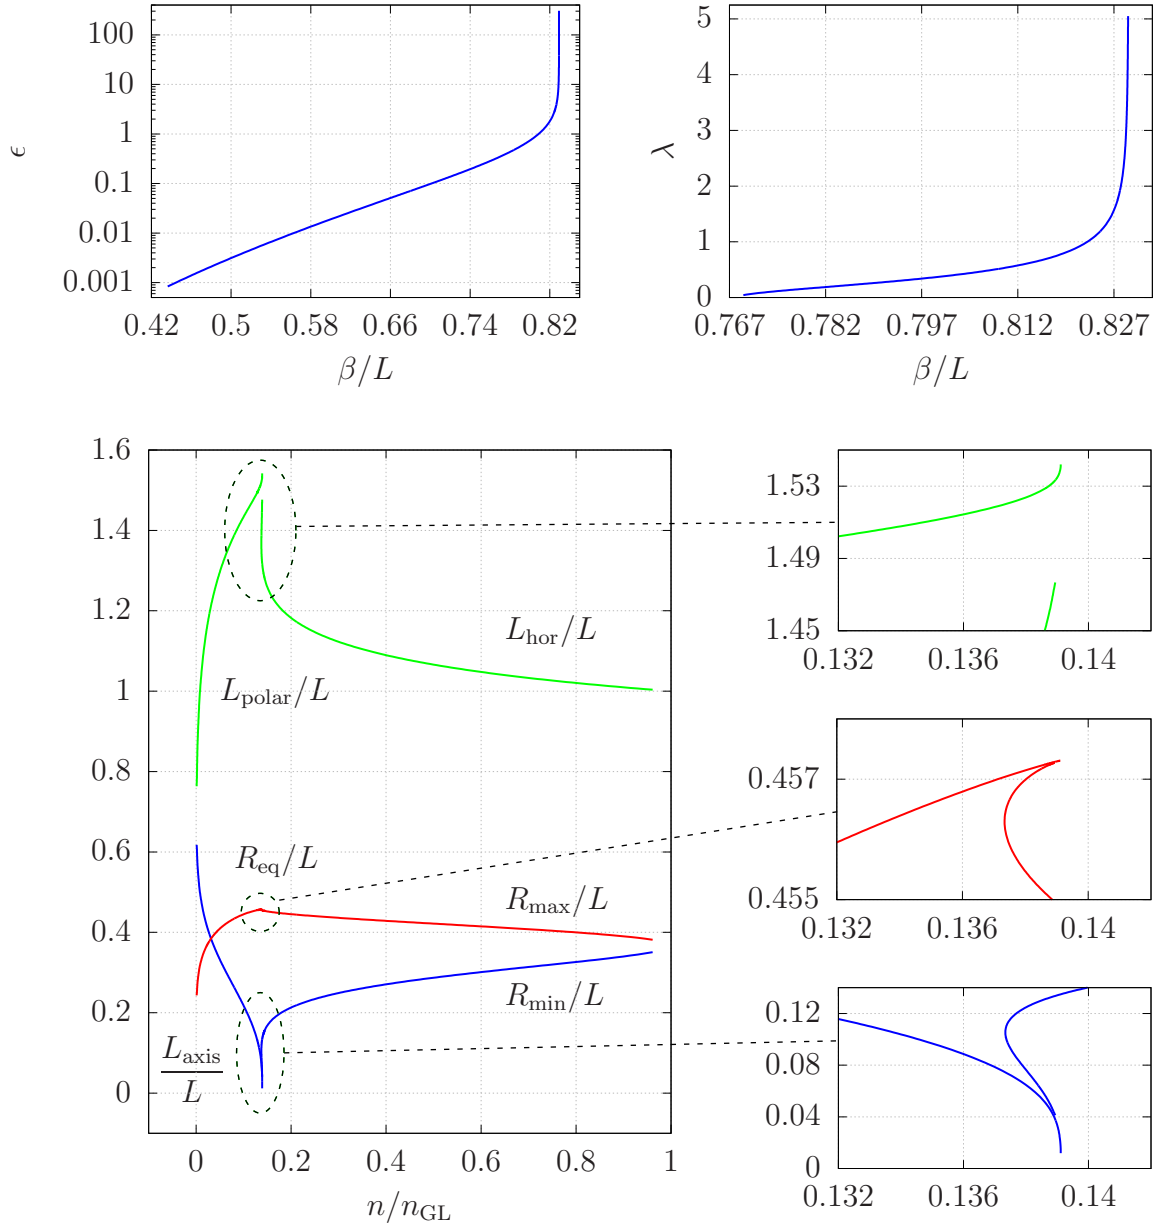 100
10
1
0.1
0.01
0.001
ϵ
0.42 0.5 0.58 0.66 0.74 0.82
β/L
5
4
3
2
1
0
λ
0.767 0.782 0.797 0.812 0.827
β/L
1.6
1.4
1.2
1
0.8
0.6
0.4
0.2
0
L_hor/L
L_polar/L
R_eq/L
R_max/L
R_min/L
L_axis
L
0 0.2 0.4 0.6 0.8 1
n/n_GL
1.53
1.49
1.45
0.132 0.136 0.14
0.457
0.455
0.132 0.136 0.14
0.12
0.08
0.04
0
0.132 0.136 0.14